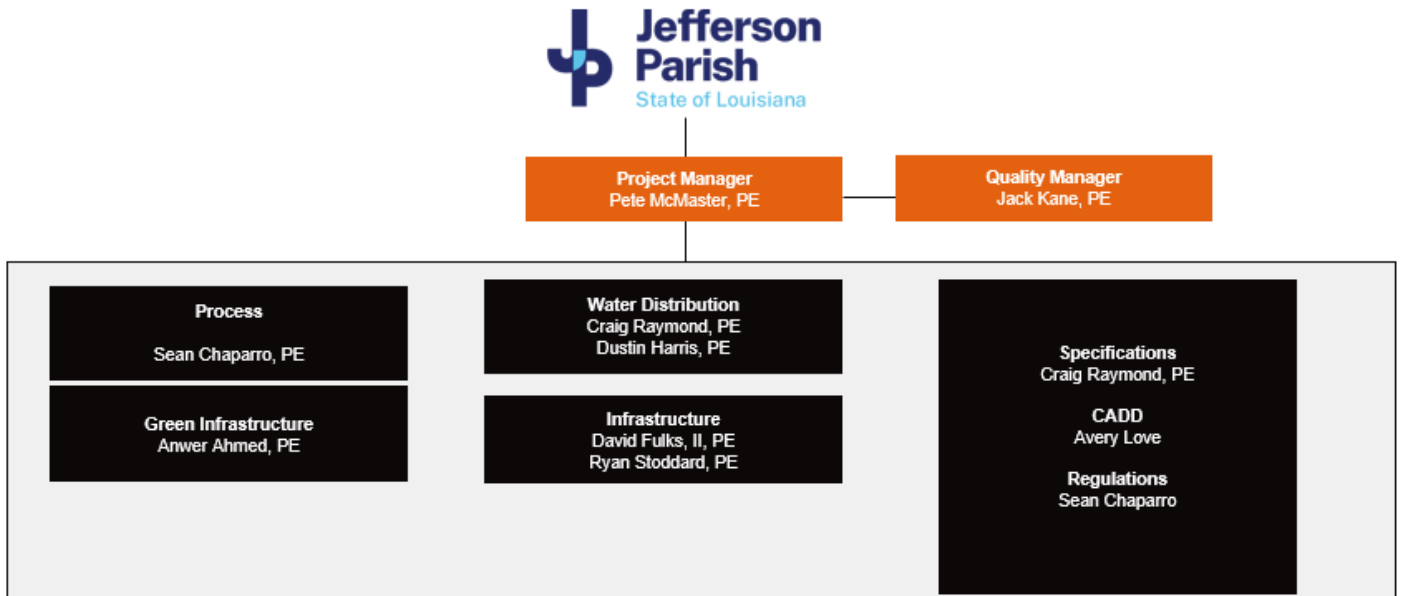 Jefferson
Parish
State of Louisiana
Project Manager
Pete McMaster, PE
Quality Manager
Jack Kane, PE
Process
Sean Chaparro, PE
Green Infrastructure
Anwer Ahmed, PE
Water Distribution
Craig Raymond, PE
Dustin Harris, PE
Infrastructure
David Fulks, II, PE
Ryan Stoddard, PE
Specifications
Craig Raymond, PE
CADD
Avery Love
Regulations
Sean Chaparro